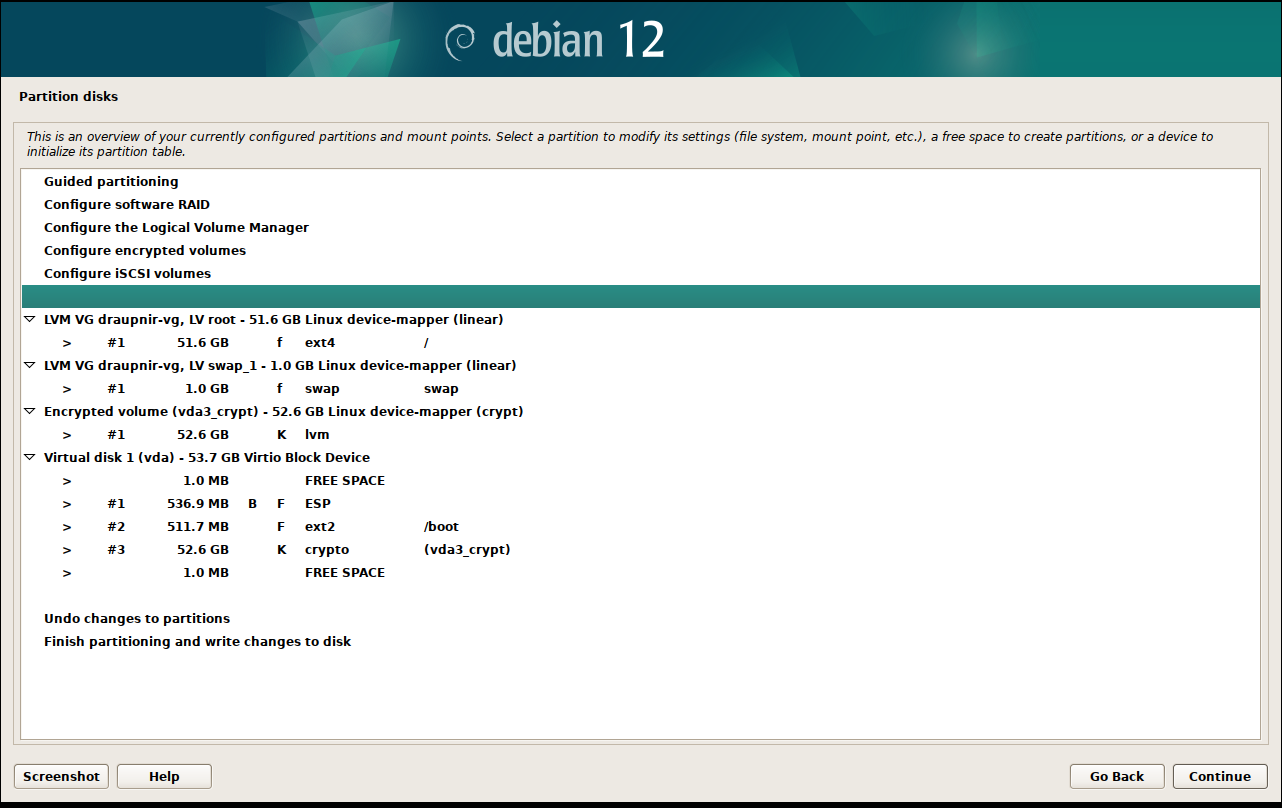 debian 12
Partition disks
This is an overview of your currently configured partitions and mount points. Select a partition to modify its settings (file system, mount point, etc.), a free space to create partitions, or a device to
initialize its partition table.
Guided partitioning
Configure software RAID
Configure the Logical Volume Manager
Configure encrypted volumes
Configure iSCSI volumes
LVM VG draupnir-vg, LV root - 51.6 GB Linux device-mapper (linear)
> #1 51.6 GB f ext4 /
LVM VG draupnir-vg, LV swap_1 - 1.0 GB Linux device-mapper (linear)
> #1 1.0 GB f swap swap
Encrypted volume (vda3_crypt) - 52.6 GB Linux device-mapper (crypt)
> #1 52.6 GB K lvm
Virtual disk 1 (vda) - 53.7 GB Virtio Block Device
> 1.0 MB FREE SPACE
> #1 536.9 MB B F ESP
> #2 511.7 MB F ext2 /boot
> #3 52.6 GB K crypto (vda3_crypt)
> 1.0 MB FREE SPACE
Undo changes to partitions
Finish partitioning and write changes to disk
Screenshot Help Go Back Continue